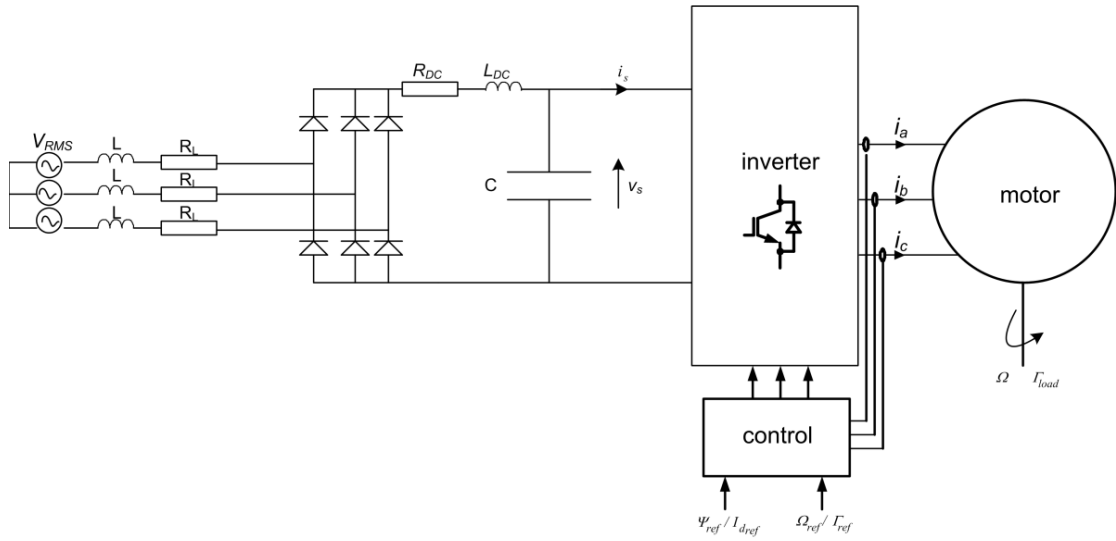 R_DC L_DC i_s
V_RMS L R_L
L R_L
L R_L
C v_s
inverter
i_a
i_b
i_c
motor
Ω Γ_load
control
Ψ_ref / I_dref Ω_ref / Γ_ref